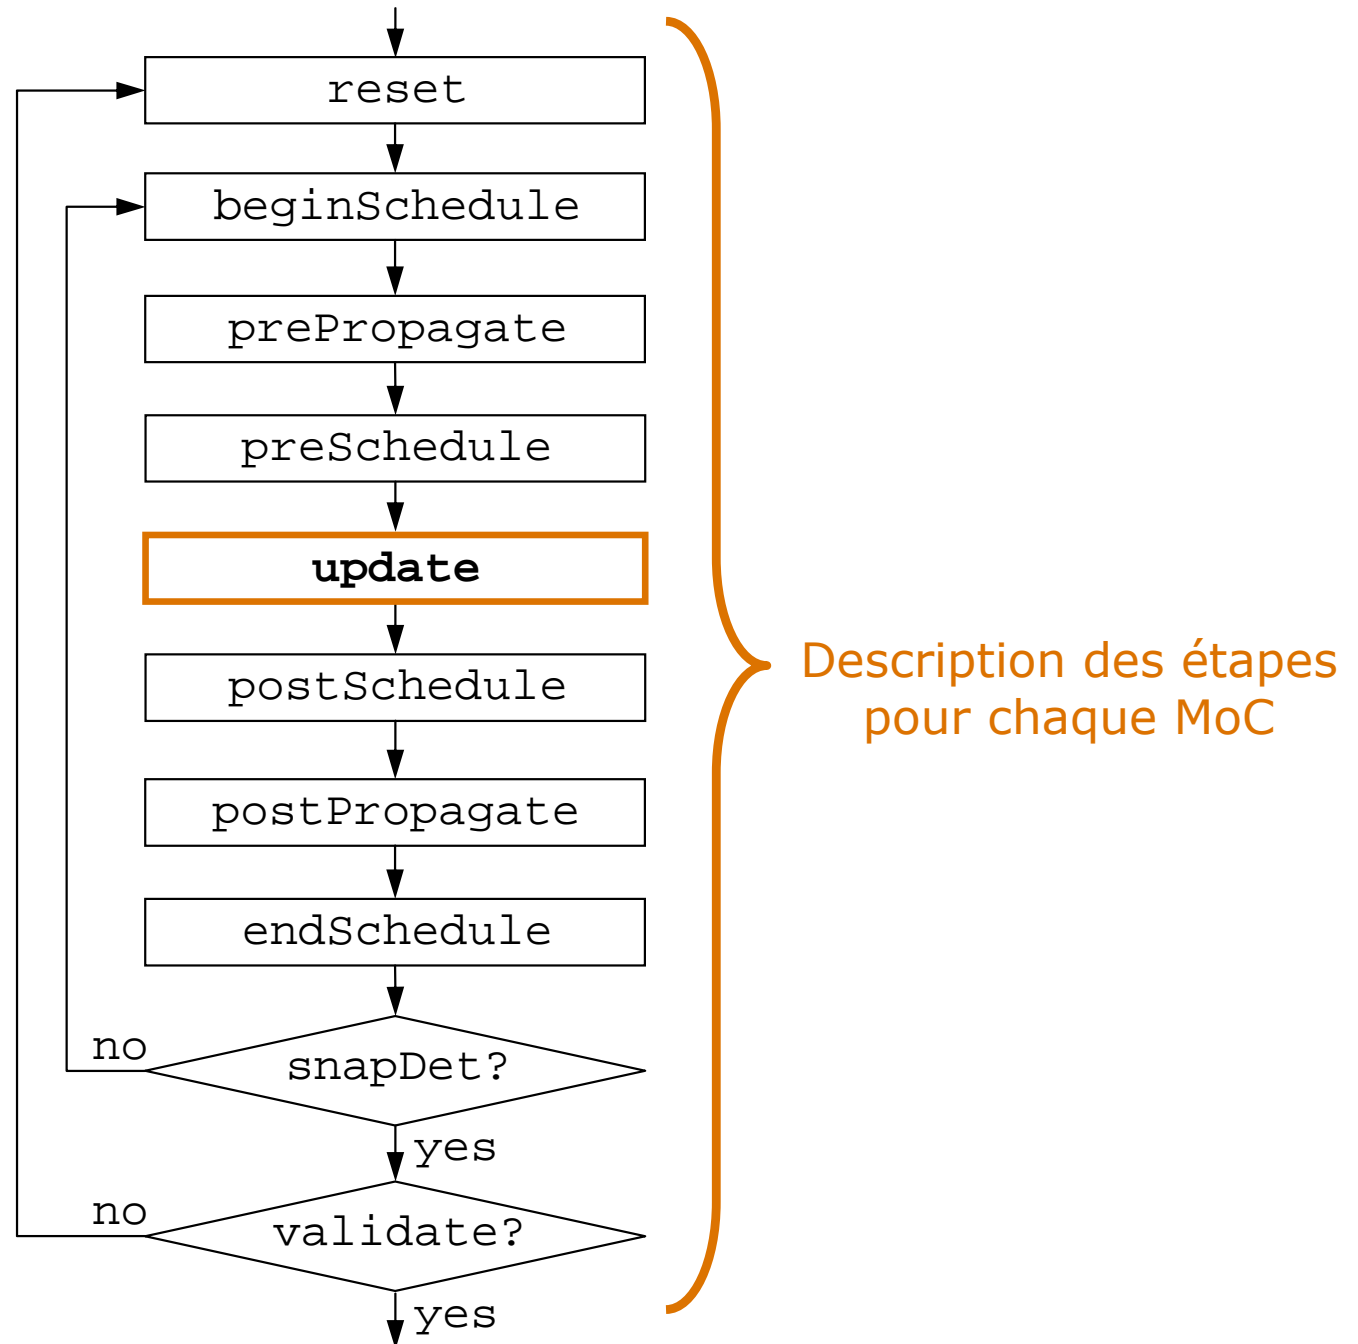 reset
beginSchedule
prePropagate
preSchedule
update
postSchedule
Description des étapes
pour chaque MoC
postPropagate
endSchedule
no
snapDet?
yes
no
validate?
yes